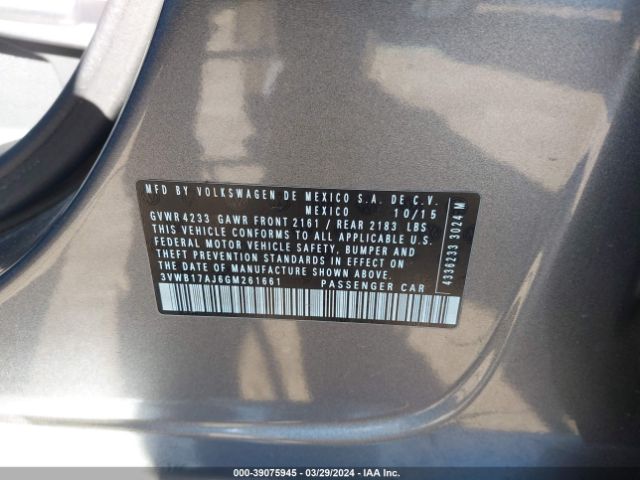 MFD BY VOLKSWAGEN DE MEXICO S.A. DE C.V.
MEXICO 10/15
GVWR 4233 GAWR FRONT 2161 / REAR 2183 LBS
THIS VEHICLE CONFORMS TO ALL APPLICABLE U.S.
FEDERAL MOTOR VEHICLE SAFETY, BUMPER AND
THEFT PREVENTION STANDARDS IN EFFECT ON THE
DATE OF MANUFACTURE SHOWN ABOVE.
3VWB17AJ6GM261661 PASSENGER CAR
4336233 3024 M
000-39075945 - 03/29/2024 - IAA Inc.